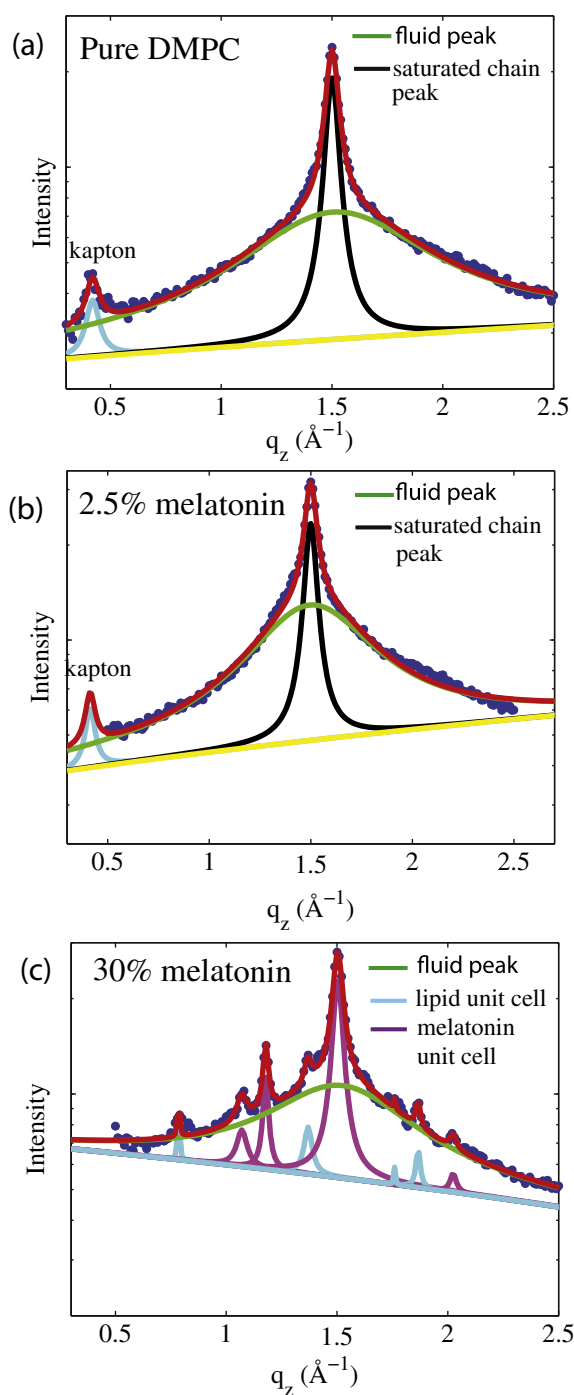 (a)
Pure DMPC
fluid peak
saturated chain
peak
kapton
Intensity
0.5 1 1.5 2 2.5
q_z (Å⁻¹)
(b)
2.5% melatonin
fluid peak
saturated chain
peak
kapton
Intensity
0.5 1 1.5 2 2.5
q_z (Å⁻¹)
(c)
30% melatonin
fluid peak
lipid unit cell
melatonin
unit cell
Intensity
0.5 1 1.5 2 2.5
q_z (Å⁻¹)